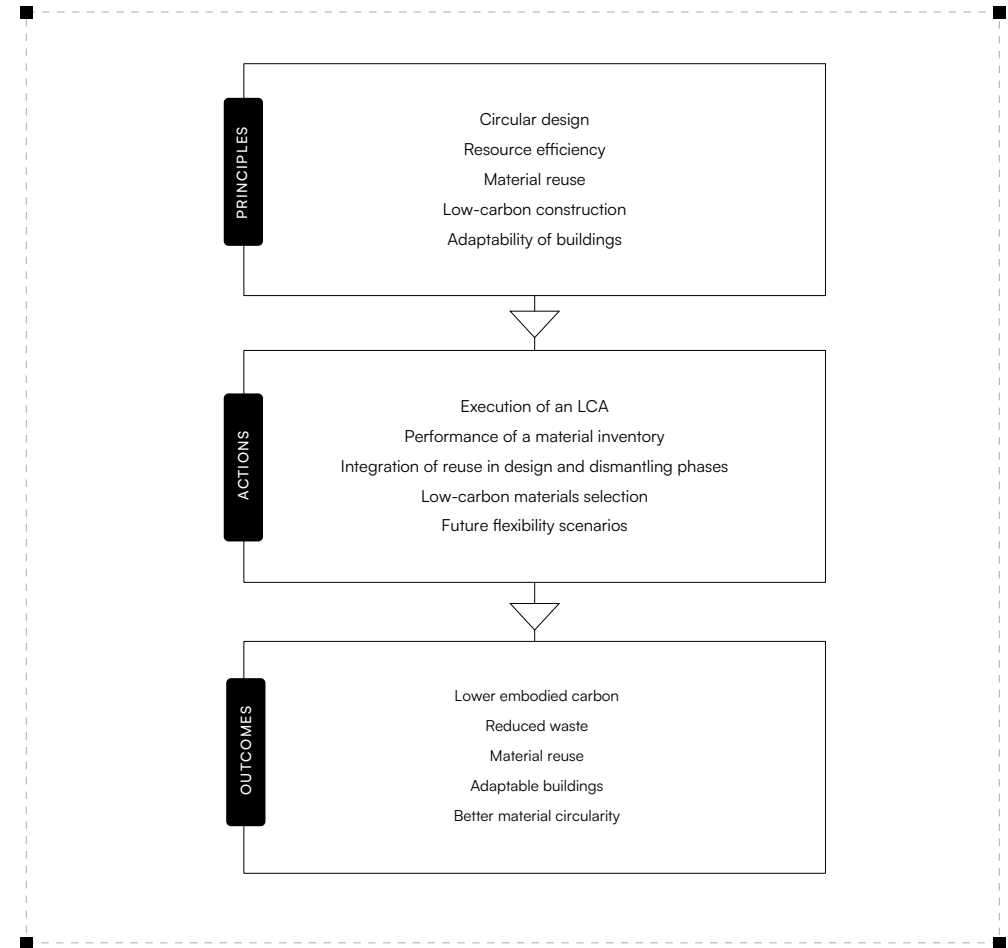 PRINCIPLES
Circular design
Resource efficiency
Material reuse
Low-carbon construction
Adaptability of buildings
ACTIONS
Execution of an LCA
Performance of a material inventory
Integration of reuse in design and dismantling phases
Low-carbon materials selection
Future flexibility scenarios
OUTCOMES
Lower embodied carbon
Reduced waste
Material reuse
Adaptable buildings
Better material circularity